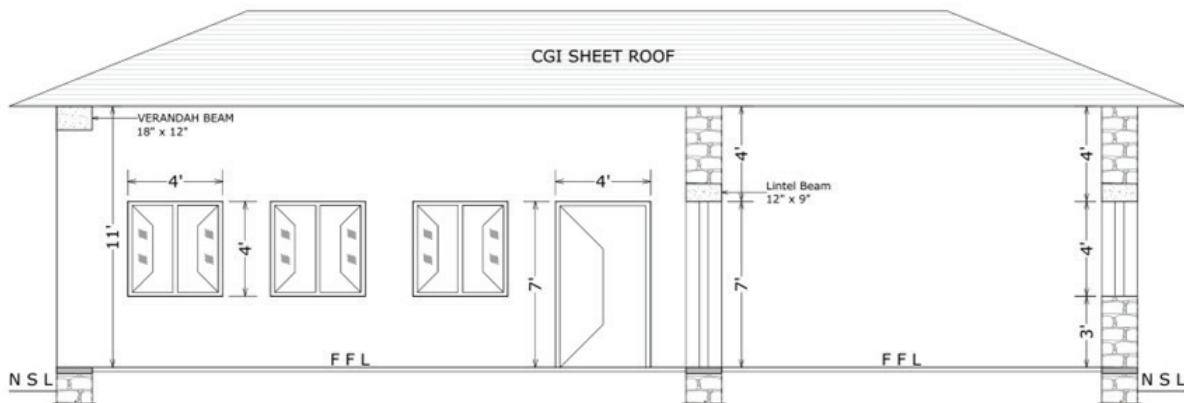 CGI SHEET ROOF
VERANDAH BEAM
18" x 12"
4'
4'
4'
4'
Lintel Beam
12" x 9"
11'
4'
7'
7'
4'
3'
F F L
F F L
N S L
N S L